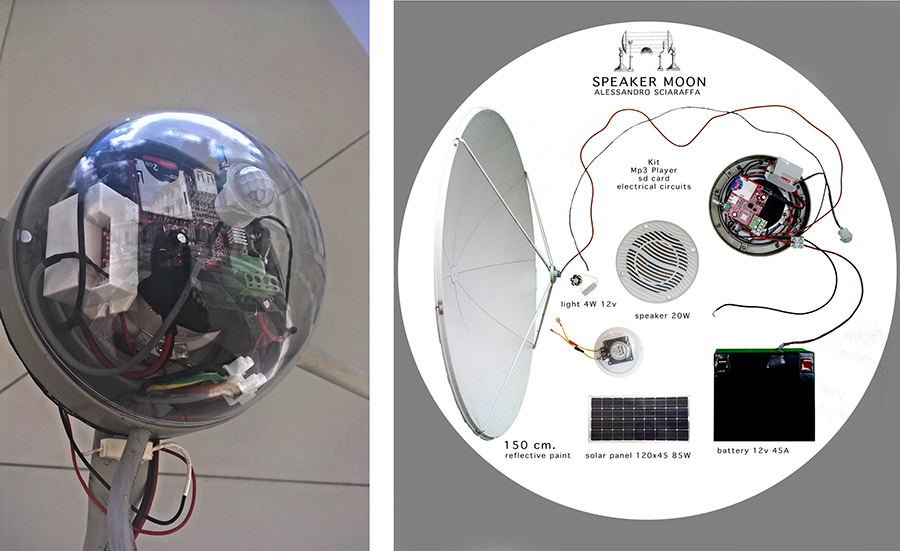 SPEAKER MOON
ALESSANDRO SCIARAFFA
Kit
Mp3 Player
sd card
electrical circuits
light 4W 12v
speaker 20W
150 cm.
reflective paint
solar panel 120x45 85W
battery 12v 45A